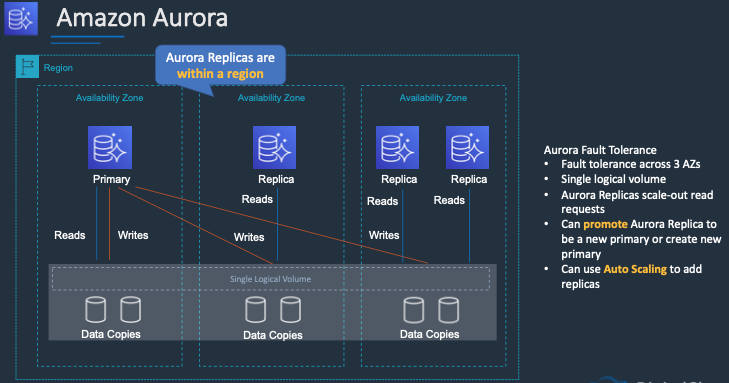 Amazon Aurora
Aurora Replicas are
within a region
Region
Availability Zone
Availability Zone
Availability Zone
Primary
Replica
Replica
Replica
Reads
Writes
Reads
Writes
Reads
Writes
Reads
Single Logical Volume
Data Copies
Data Copies
Data Copies
Aurora Fault Tolerance
• Fault tolerance across 3 AZs
• Single logical volume
• Aurora Replicas scale-out read
requests
• Can promote Aurora Replica to
be a new primary or create new
primary
• Can use Auto Scaling to add
replicas